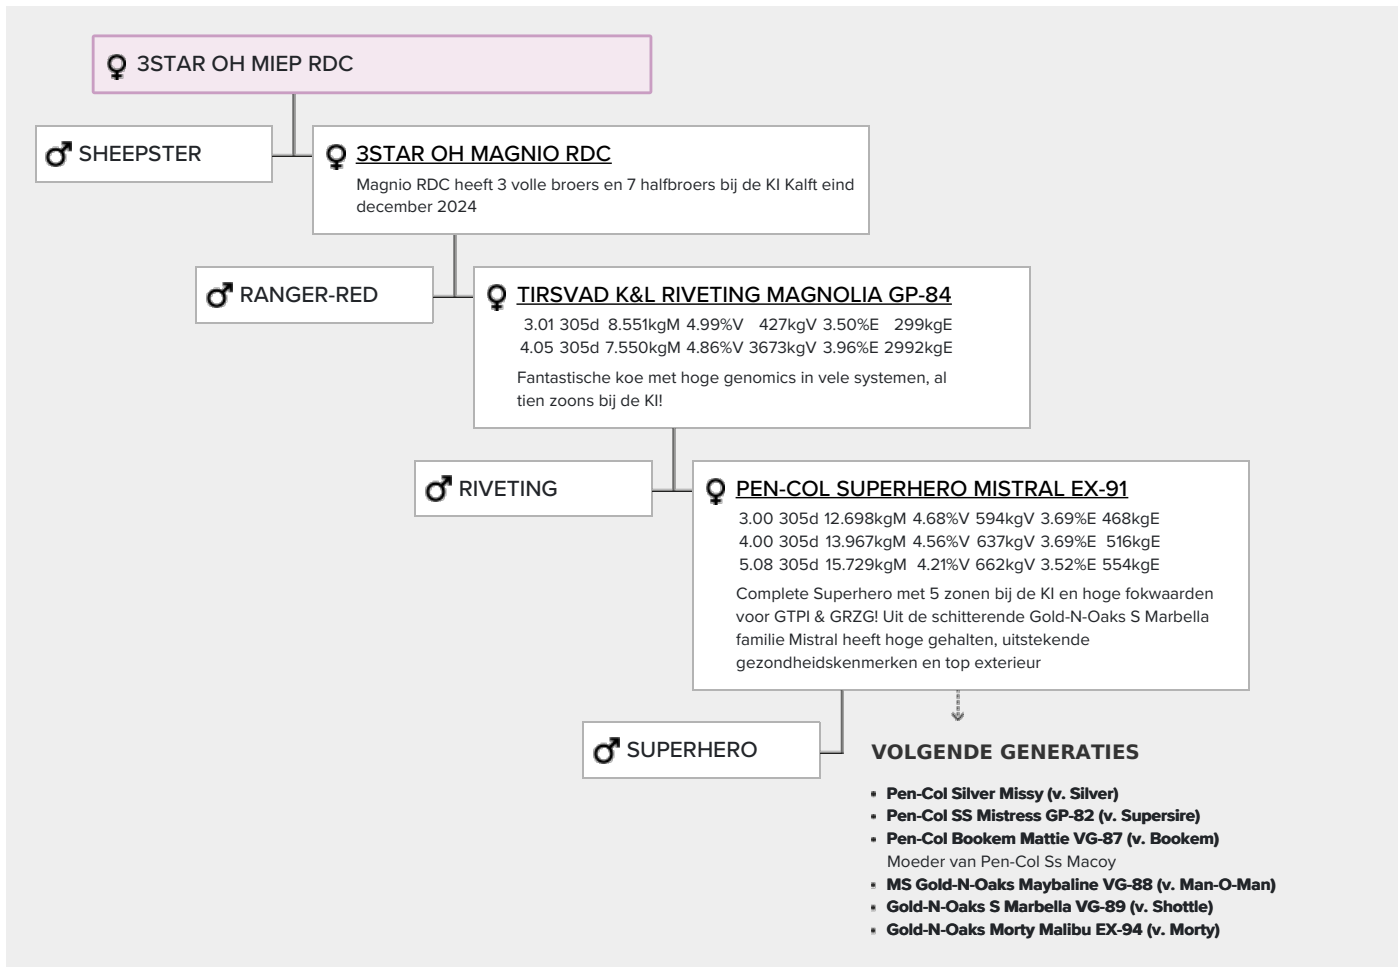 3STAR OH MIEP RDC
SHEEPSTER
3STAR OH MAGNIO RDC
Magnio RDC heeft 3 volle broers en 7 halfbroers bij de KI Kalft eind
december 2024
RANGER-RED
TIRSVAD K&L RIVETING MAGNOLIA GP-84
3.01 305d 8.551kgM 4.99%V 427kgV 3.50%E 299kgE
4.05 305d 7.550kgM 4.86%V 3673kgV 3.96%E 2992kgE
Fantastische koe met hoge genomics in vele systemen, al
tien zoons bij de KI!
RIVETING
PEN-COL SUPERHERO MISTRAL EX-91
3.00 305d 12.698kgM 4.68%V 594kgV 3.69%E 468kgE
4.00 305d 13.967kgM 4.56%V 637kgV 3.69%E 516kgE
5.08 305d 15.729kgM 4.21%V 662kgV 3.52%E 554kgE
Complete Superhero met 5 zonen bij de KI en hoge fokwaarden
voor GTPI & GRZG! Uit de schitterende Gold-N-Oaks S Marbella
familie Mistral heeft hoge gehalten, uitstekende
gezondheidskenmerken en top exterieur
SUPERHERO
VOLGENDE GENERATIES
Pen-Col Silver Missy (v. Silver)
Pen-Col SS Mistress GP-82 (v. Supersire)
Pen-Col Bookem Mattie VG-87 (v. Bookem)
Moeder van Pen-Col Ss Macoy
MS Gold-N-Oaks Maybaline VG-88 (v. Man-O-Man)
Gold-N-Oaks S Marbella VG-89 (v. Shottle)
Gold-N-Oaks Morty Malibu EX-94 (v. Morty)